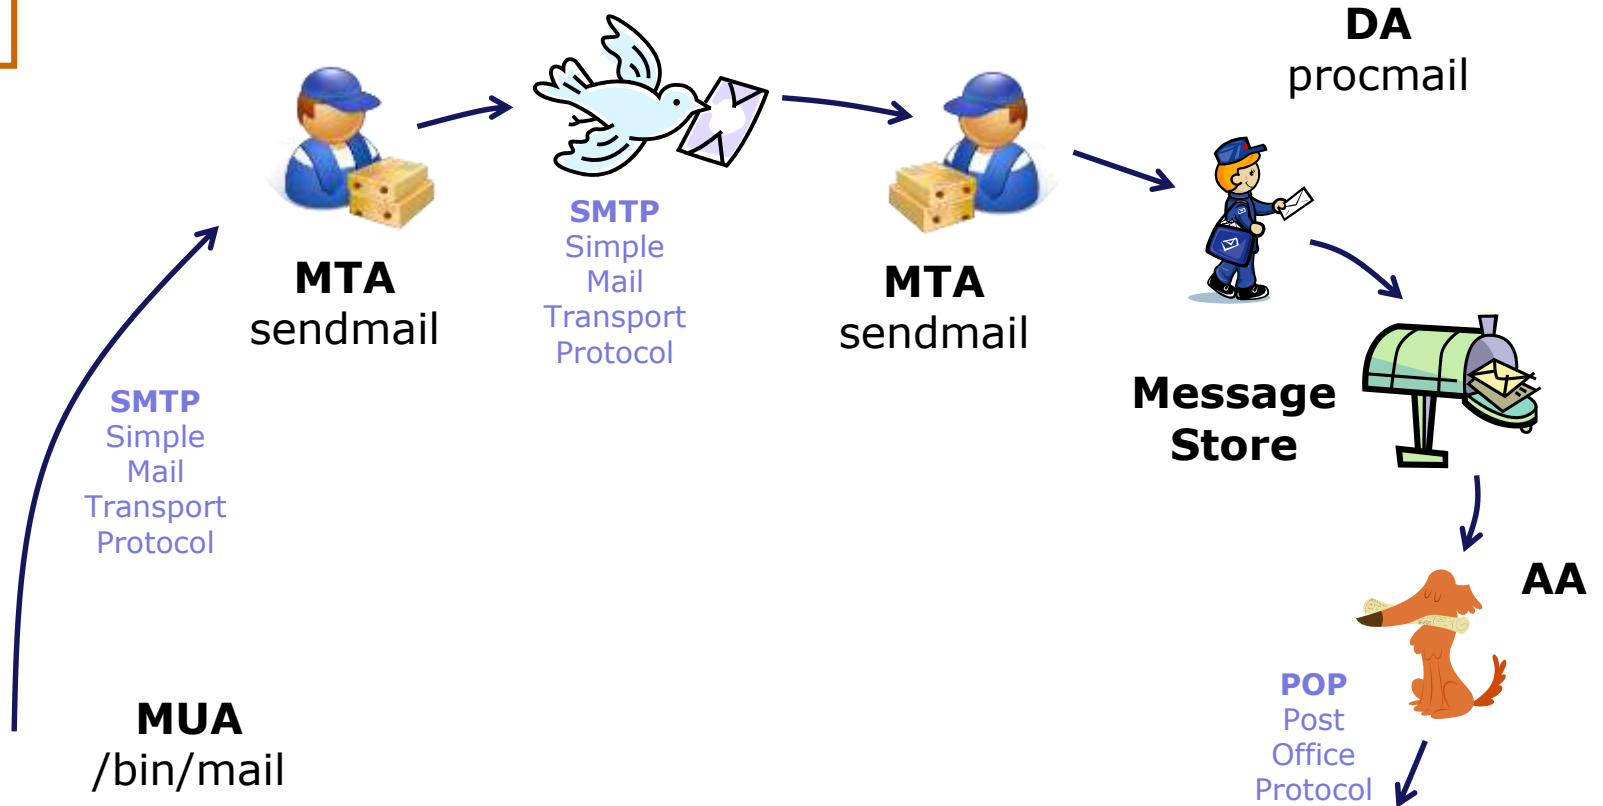 DA
procmail
SMTP
Simple
Mail
Transport
Protocol
MTA
sendmail
MTA
sendmail
Message
Store
SMTP
Simple
Mail
Transport
Protocol
AA
POP
Post
Office
Protocol
MUA
/bin/mail